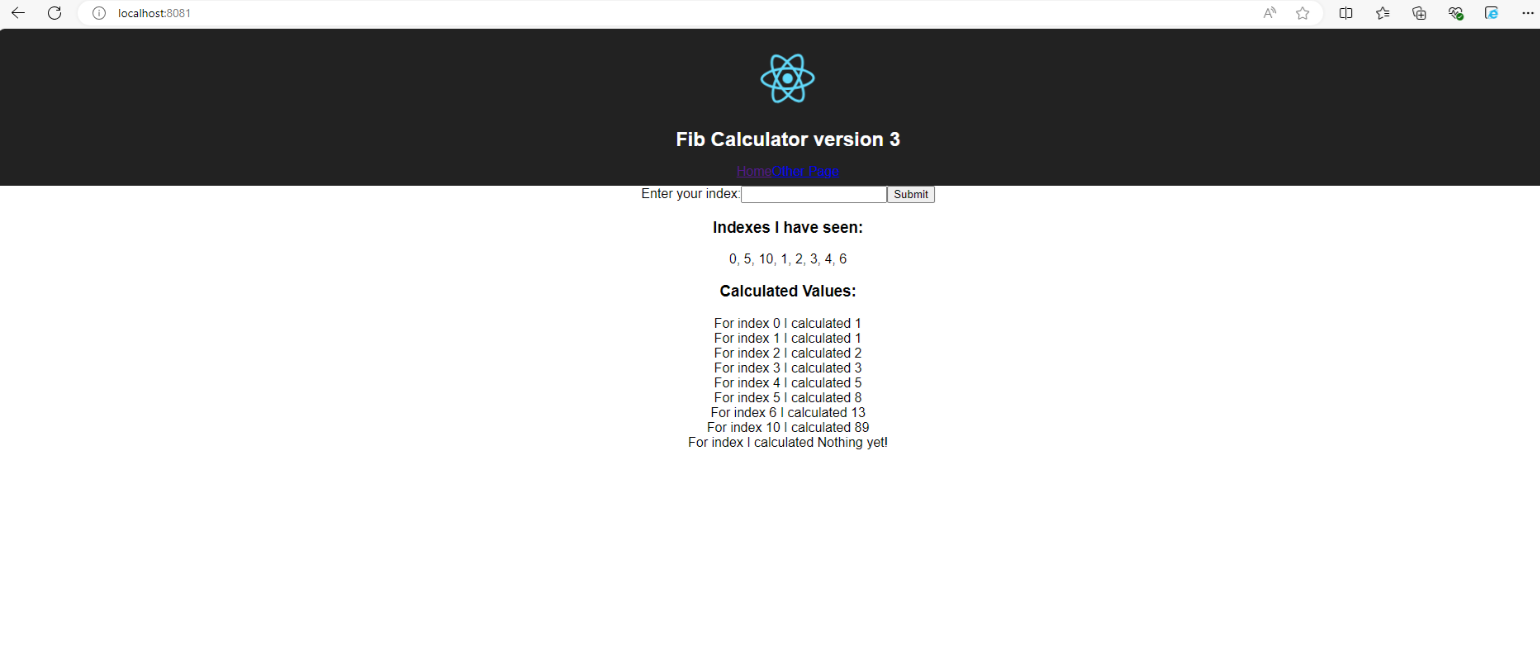 localhost:8081
Fib Calculator version 3
HomeOther Page
Enter your index: Submit
Indexes I have seen:
0, 5, 10, 1, 2, 3, 4, 6
Calculated Values:
For index 0 I calculated 1
For index 1 I calculated 1
For index 2 I calculated 2
For index 3 I calculated 3
For index 4 I calculated 5
For index 5 I calculated 8
For index 6 I calculated 13
For index 10 I calculated 89
For index I calculated Nothing yet!